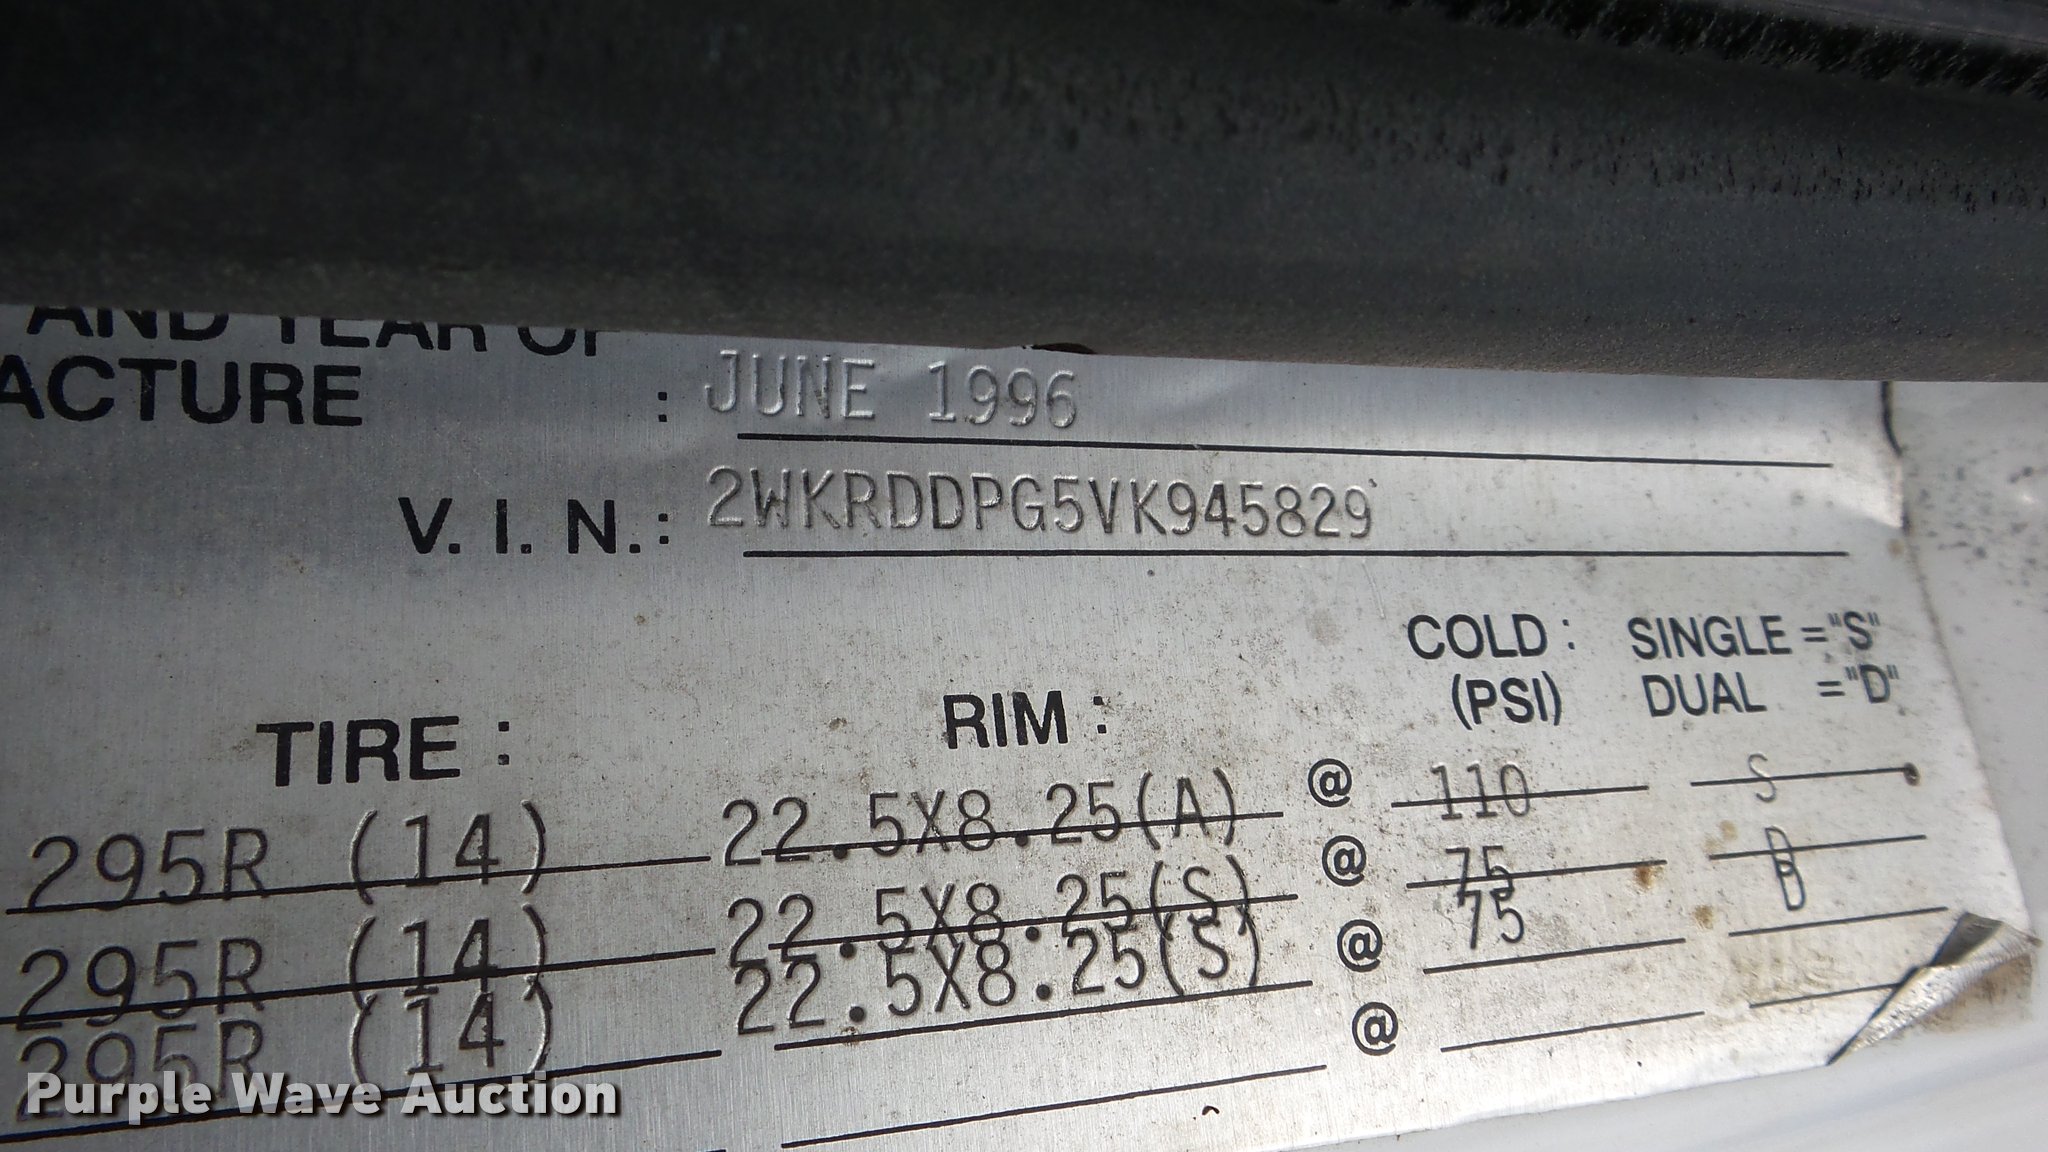 AND YEAR OF
ACTURE : JUNE 1996
V. I. N. : 2WKRDDPG5VK945829
COLD : SINGLE ="S"
(PSI) DUAL ="D"
TIRE : RIM :
295R (14) 22.5X8.25(A) @ 110 S
295R (14) 22.5X8.25(S) @ 75 D
295R (14) 22.5X8.25(S) @ 75 D
@
Purple Wave Auction